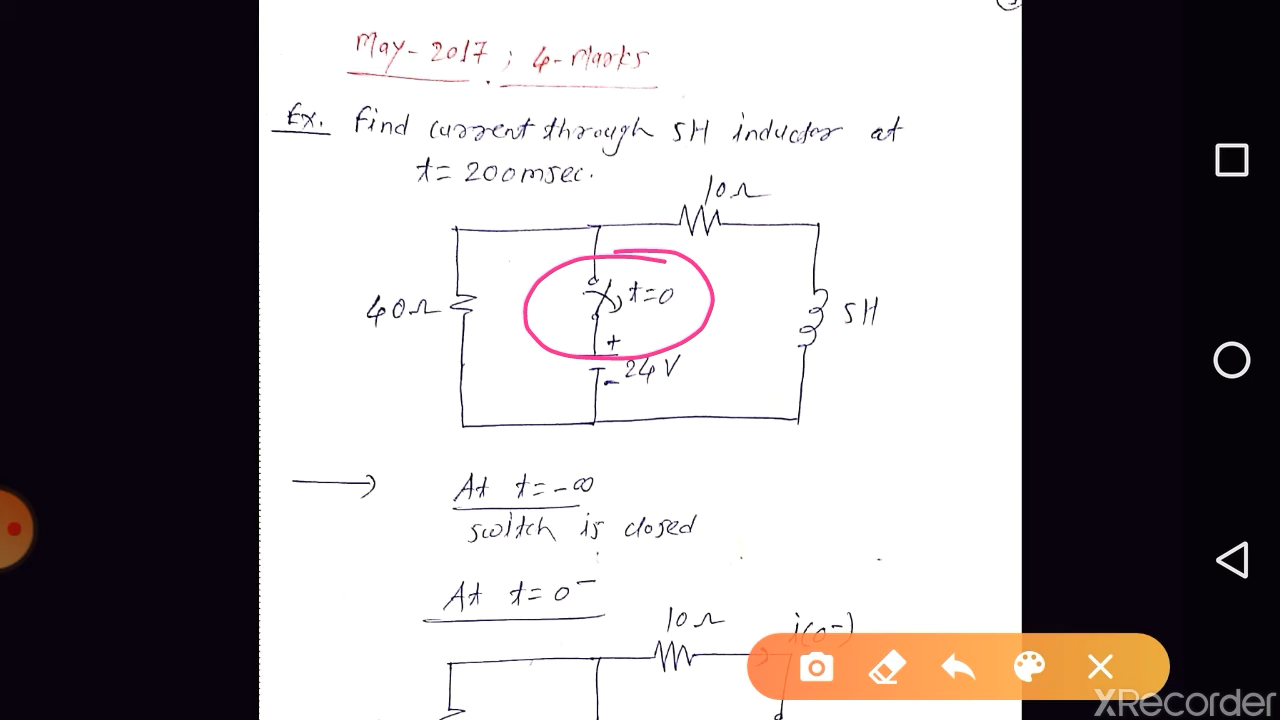 May-2017; 4-Marks
Ex. Find current through 5H inductor at
t= 200msec.
10Ω
40Ω
t=0
5H
+
24V
-
At t=-∞
switch is closed
At t=0-
10Ω
i(0-)
XRecorder